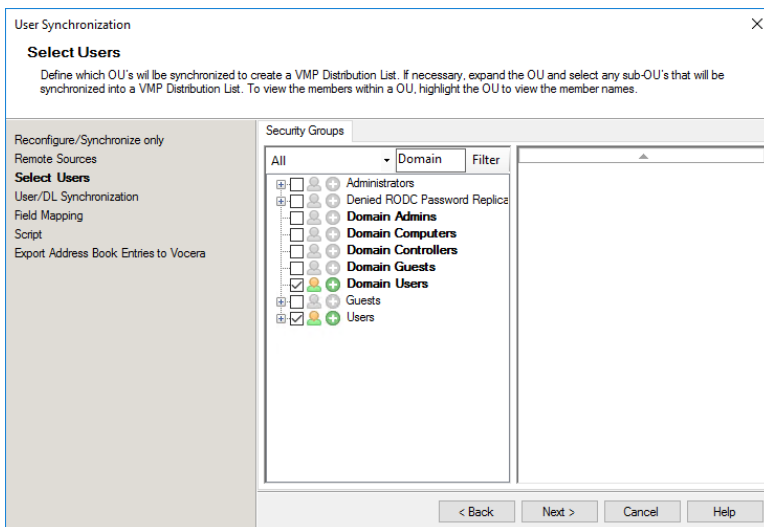 User Synchronization
Select Users
Define which OU's wilbe synchronized to create a VMP Distribution List. If necessary, expand the OU and select any sub-OU's that will be
synchronized into a VMP Distribution List. To view the members within a OU, highlight the OU to view the member names.
Reconfigure/Synchronize only
Remote Sources
Select Users
User/DL Synchronization
Field Mapping
Script
Export Address Book Entries to Vocera
Security Groups
All Domain Filter
Administrators
Denied RODC Password Replica
Domain Admins
Domain Computers
Domain Controllers
Domain Guests
Domain Users
Guests
Users
< Back Next > Cancel Help